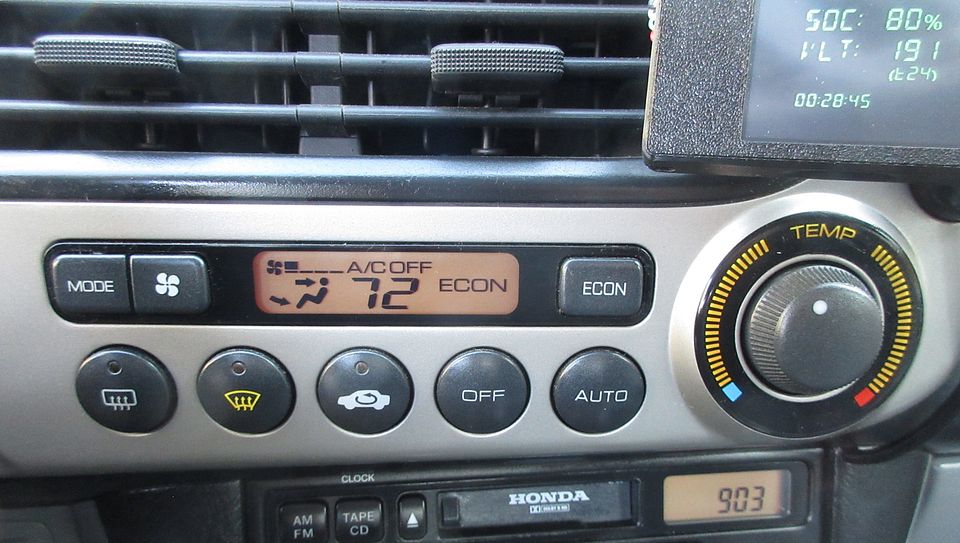 SOC: 80%
VLT: 191
(t24)
00:28:45
TEMP
A/C OFF
MODE
72 ECON
ECON
OFF
AUTO
CLOCK
AM
FM
TAPE
CD
HONDA
903